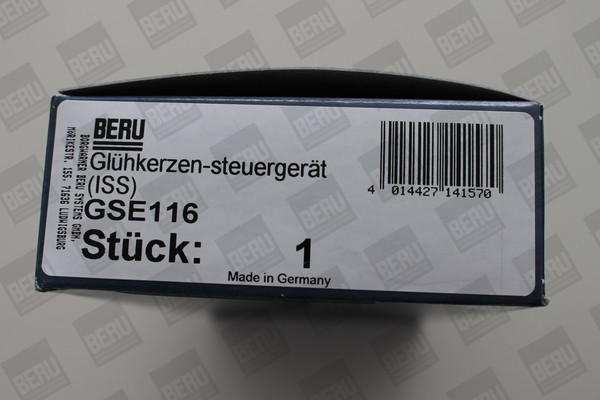 BERU
Glühkerzen-steuergerät
(ISS)
GSE116
Stück: 1
Made in Germany
BORGWARNER BERU SYSTEMS GMBH,
MÖRIKESTR. 155, 71636 LUDWIGSBURG
4 014427 141570